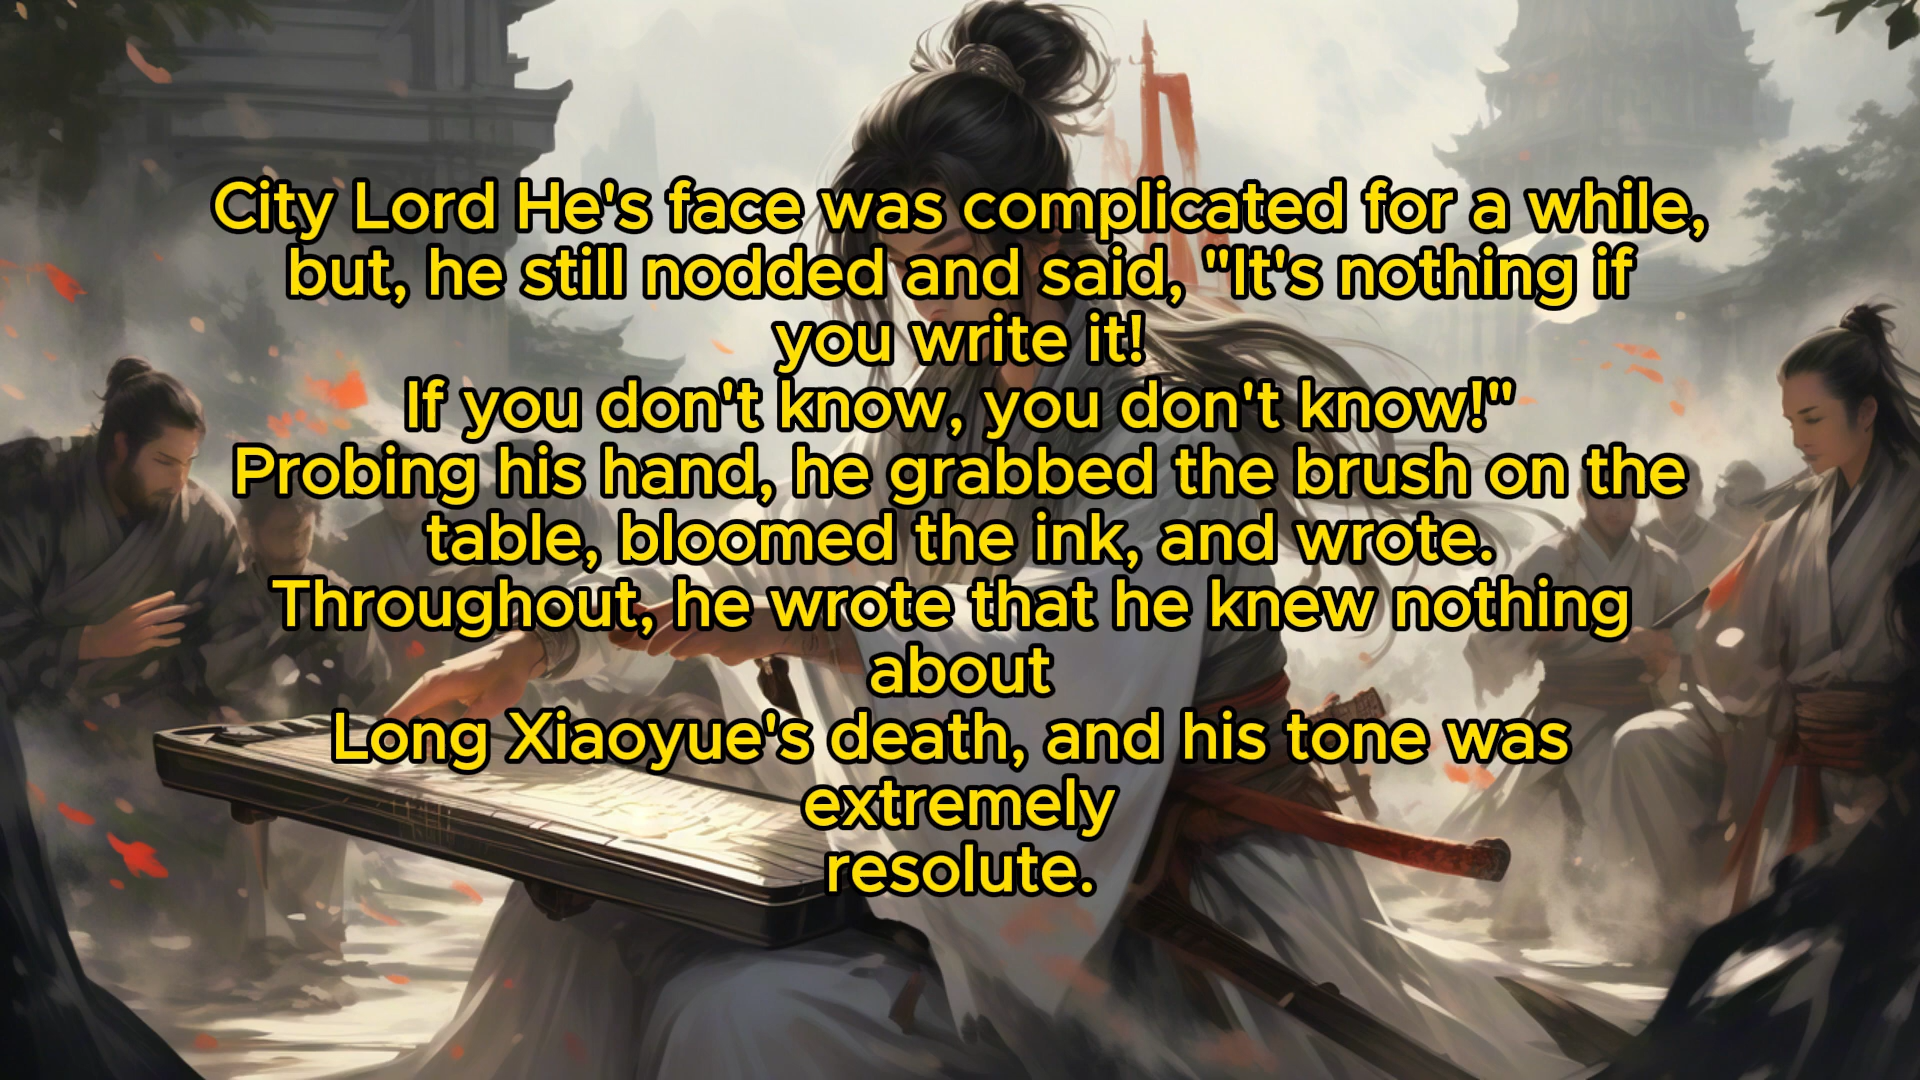 City Lord He's face was complicated for a while,
but, he still nodded and said, "It's nothing if
you write it!
If you don't know, you don't know!"
Probing his hand, he grabbed the brush on the
table, bloomed the ink, and wrote.
Throughout, he wrote that he knew nothing
about
Long Xiaoyue's death, and his tone was
extremely
resolute.